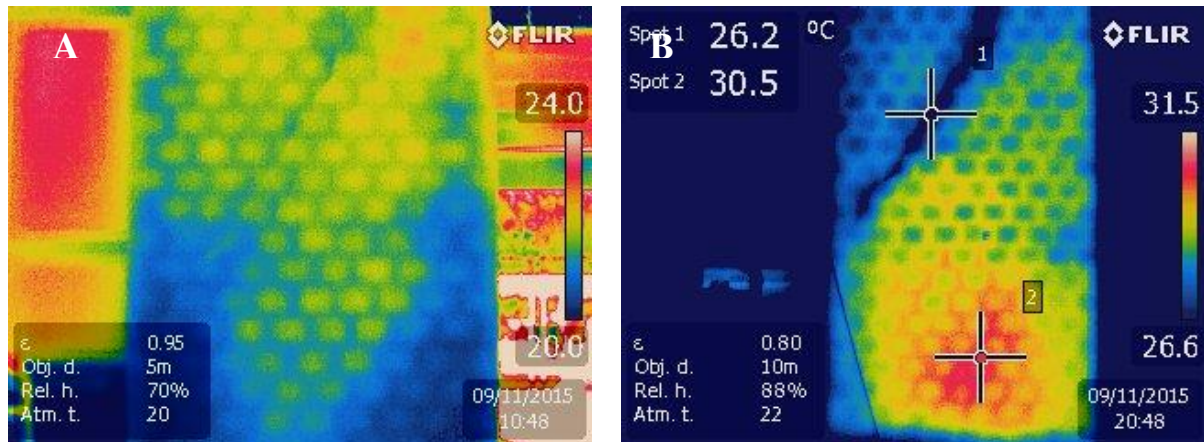 A
FLIR
24.0
20.0
ε 0.95
Obj. d. 5m
Rel. h. 70%
Atm. t. 20
09/11/2015
10:48
B
Spot 1 26.2 °C
Spot 2 30.5
FLIR
1
2
31.5
26.6
ε 0.80
Obj. d. 10m
Rel. h. 88%
Atm. t. 22
09/11/2015
20:48